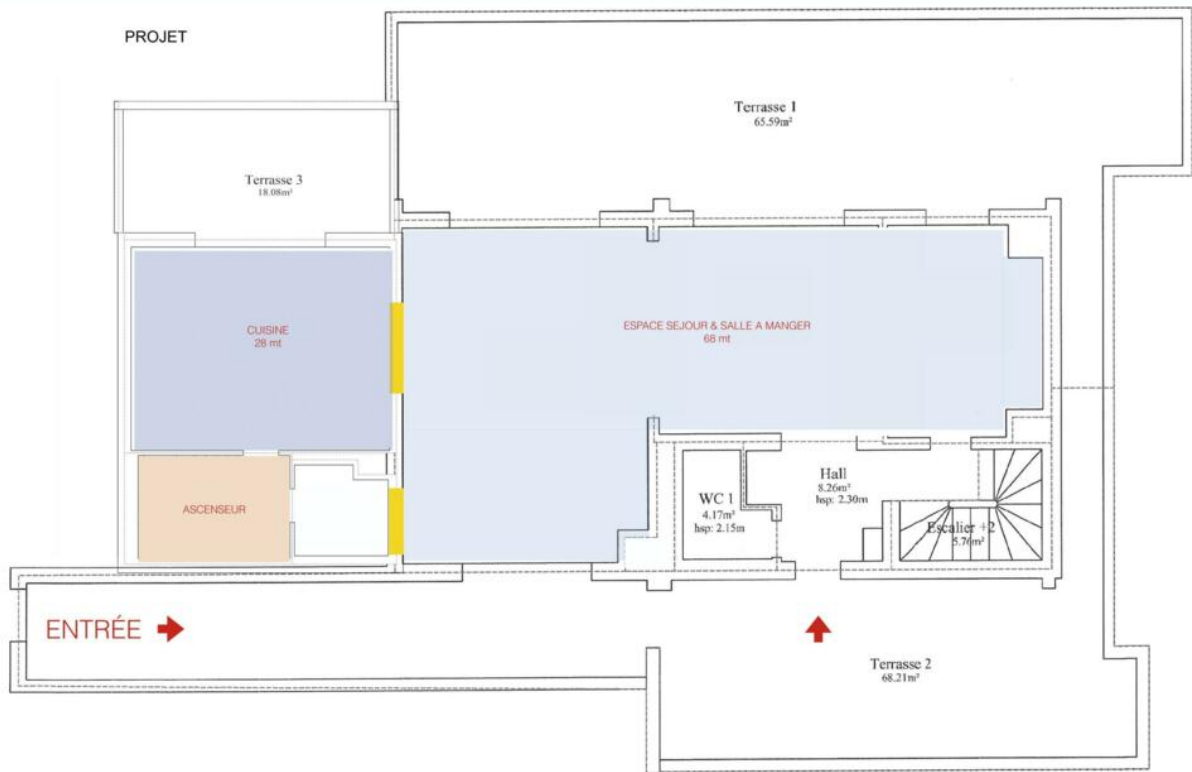 PROJET
Terrasse 1
65.59m²
Terrasse 3
18.08m²
CUISINE
28 mt
ESPACE SEJOUR & SALLE A MANGER
68 mt
ASCENSEUR
WC 1
4.17m²
hsp: 2.15m
Hall
8.26m²
hsp: 2.30m
Escalier +2
5.76m²
ENTRÉE
Terrasse 2
68.21m²